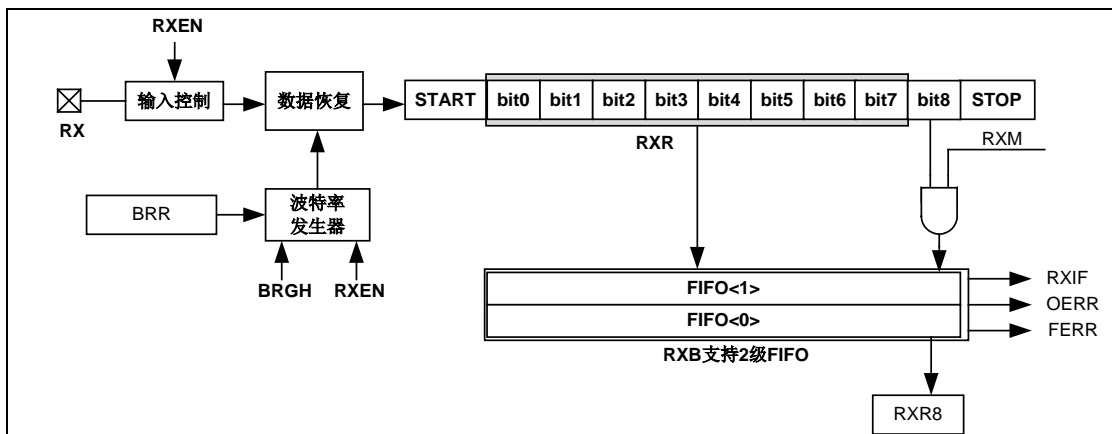 RXEN
RX
输入控制
数据恢复
START bit0 bit1 bit2 bit3 bit4 bit5 bit6 bit7 bit8 STOP
RXR
RXM
BRR
波特率
发生器
BRGH
RXEN
FIFO<1>
FIFO<0>
RXB支持2级FIFO
RXIF
OERR
FERR
RXR8